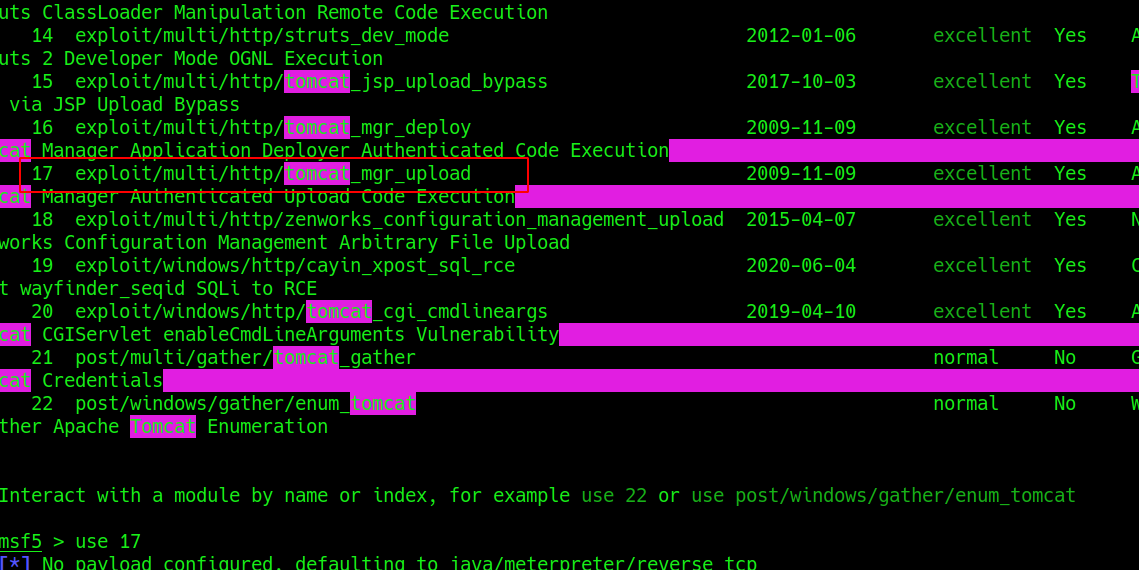 uts ClassLoader Manipulation Remote Code Execution
14 exploit/multi/http/struts_dev_mode 2012-01-06 excellent Yes A
uts 2 Developer Mode OGNL Execution
15 exploit/multi/http/tomcat_jsp_upload_bypass 2017-10-03 excellent Yes T
via JSP Upload Bypass
16 exploit/multi/http/tomcat_mgr_deploy 2009-11-09 excellent Yes A
cat Manager Application Deployer Authenticated Code Execution
17 exploit/multi/http/tomcat_mgr_upload 2009-11-09 excellent Yes A
cat Manager Authenticated Upload Code Execution
18 exploit/multi/http/zenworks_configuration_management_upload 2015-04-07 excellent Yes N
works Configuration Management Arbitrary File Upload
19 exploit/windows/http/cayin_xpost_sql_rce 2020-06-04 excellent Yes C
t wayfinder_seqid SQLi to RCE
20 exploit/windows/http/tomcat_cgi_cmdlineargs 2019-04-10 excellent Yes A
cat CGIServlet enableCmdLineArguments Vulnerability
21 post/multi/gather/tomcat_gather normal No G
cat Credentials
22 post/windows/gather/enum_tomcat normal No W
ther Apache Tomcat Enumeration
Interact with a module by name or index, for example use 22 or use post/windows/gather/enum_tomcat
msf5 > use 17
[*] No payload configured, defaulting to java/meterpreter/reverse_tcp